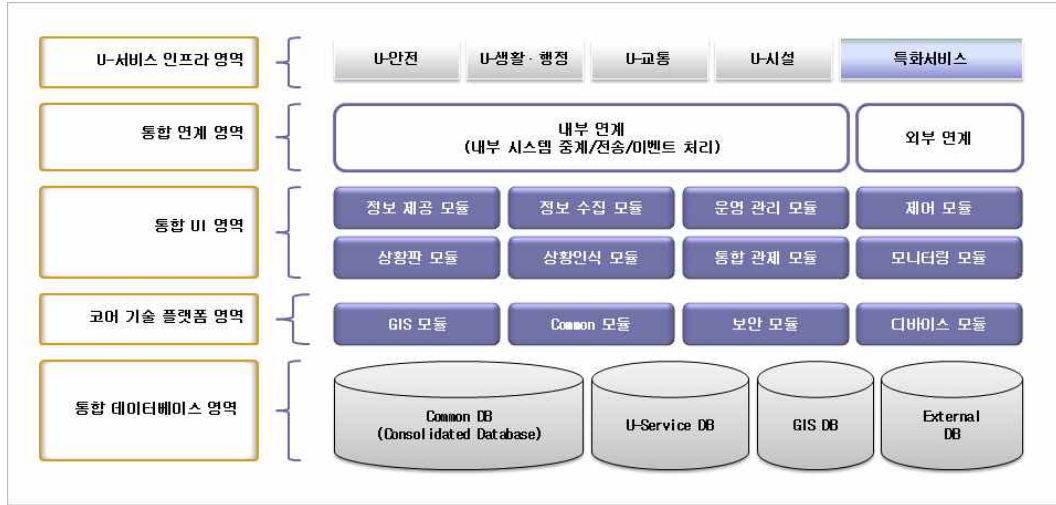 U-서비스 인프라 영역
U-안전
U-생활·행정
U-교통
U-시설
특화서비스
통합 연계 영역
내부 연계
(내부 시스템 중계/전송/이벤트 처리)
외부 연계
통합 UI 영역
정보 제공 모듈
정보 수집 모듈
운영 관리 모듈
제어 모듈
상황판 모듈
상황인식 모듈
통합 관제 모듈
모니터링 모듈
코어 기술 플랫폼 영역
GIS 모듈
Common 모듈
보안 모듈
디바이스 모듈
통합 데이터베이스 영역
Common DB
(Consolidated Database)
U-Service DB
GIS DB
External
DB